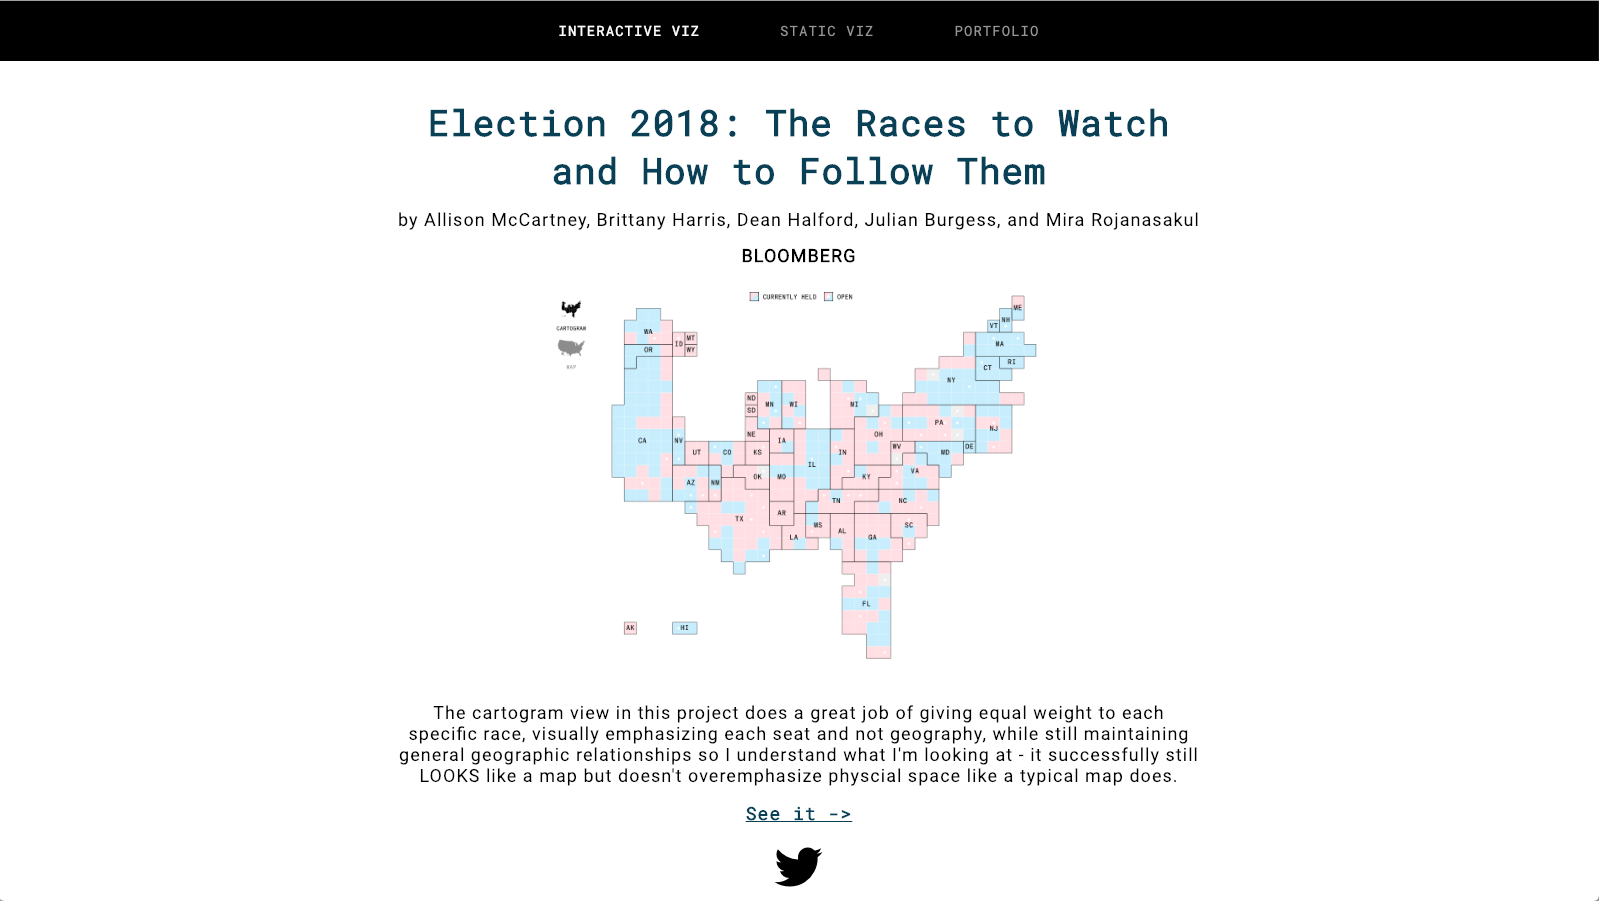 INTERACTIVE VIZ STATIC VIZ PORTFOLIO
Election 2018: The Races to Watch
and How to Follow Them
by Allison McCartney, Brittany Harris, Dean Halford, Julian Burgess, and Mira Rojanasakul
BLOOMBERG
CURRENTLY HELD OPEN
CARTOGRAM
MAP
ME
NH
VT
WA
MT
ID
MA
OR
WY
RI
CT
NY
ND
MN
WI
MI
SD
PA
NJ
NE
OH
CA
NV
IA
WV
DE
UT
CO
KS
IN
MD
IL
VA
OK
MO
KY
AZ
NM
TN
NC
AR
TX
MS
SC
AL
LA
GA
FL
AK
HI
The cartogram view in this project does a great job of giving equal weight to each
specific race, visually emphasizing each seat and not geography, while still maintaining
general geographic relationships so I understand what I'm looking at - it successfully still
LOOKS like a map but doesn't overemphasize physcial space like a typical map does.
See it ->